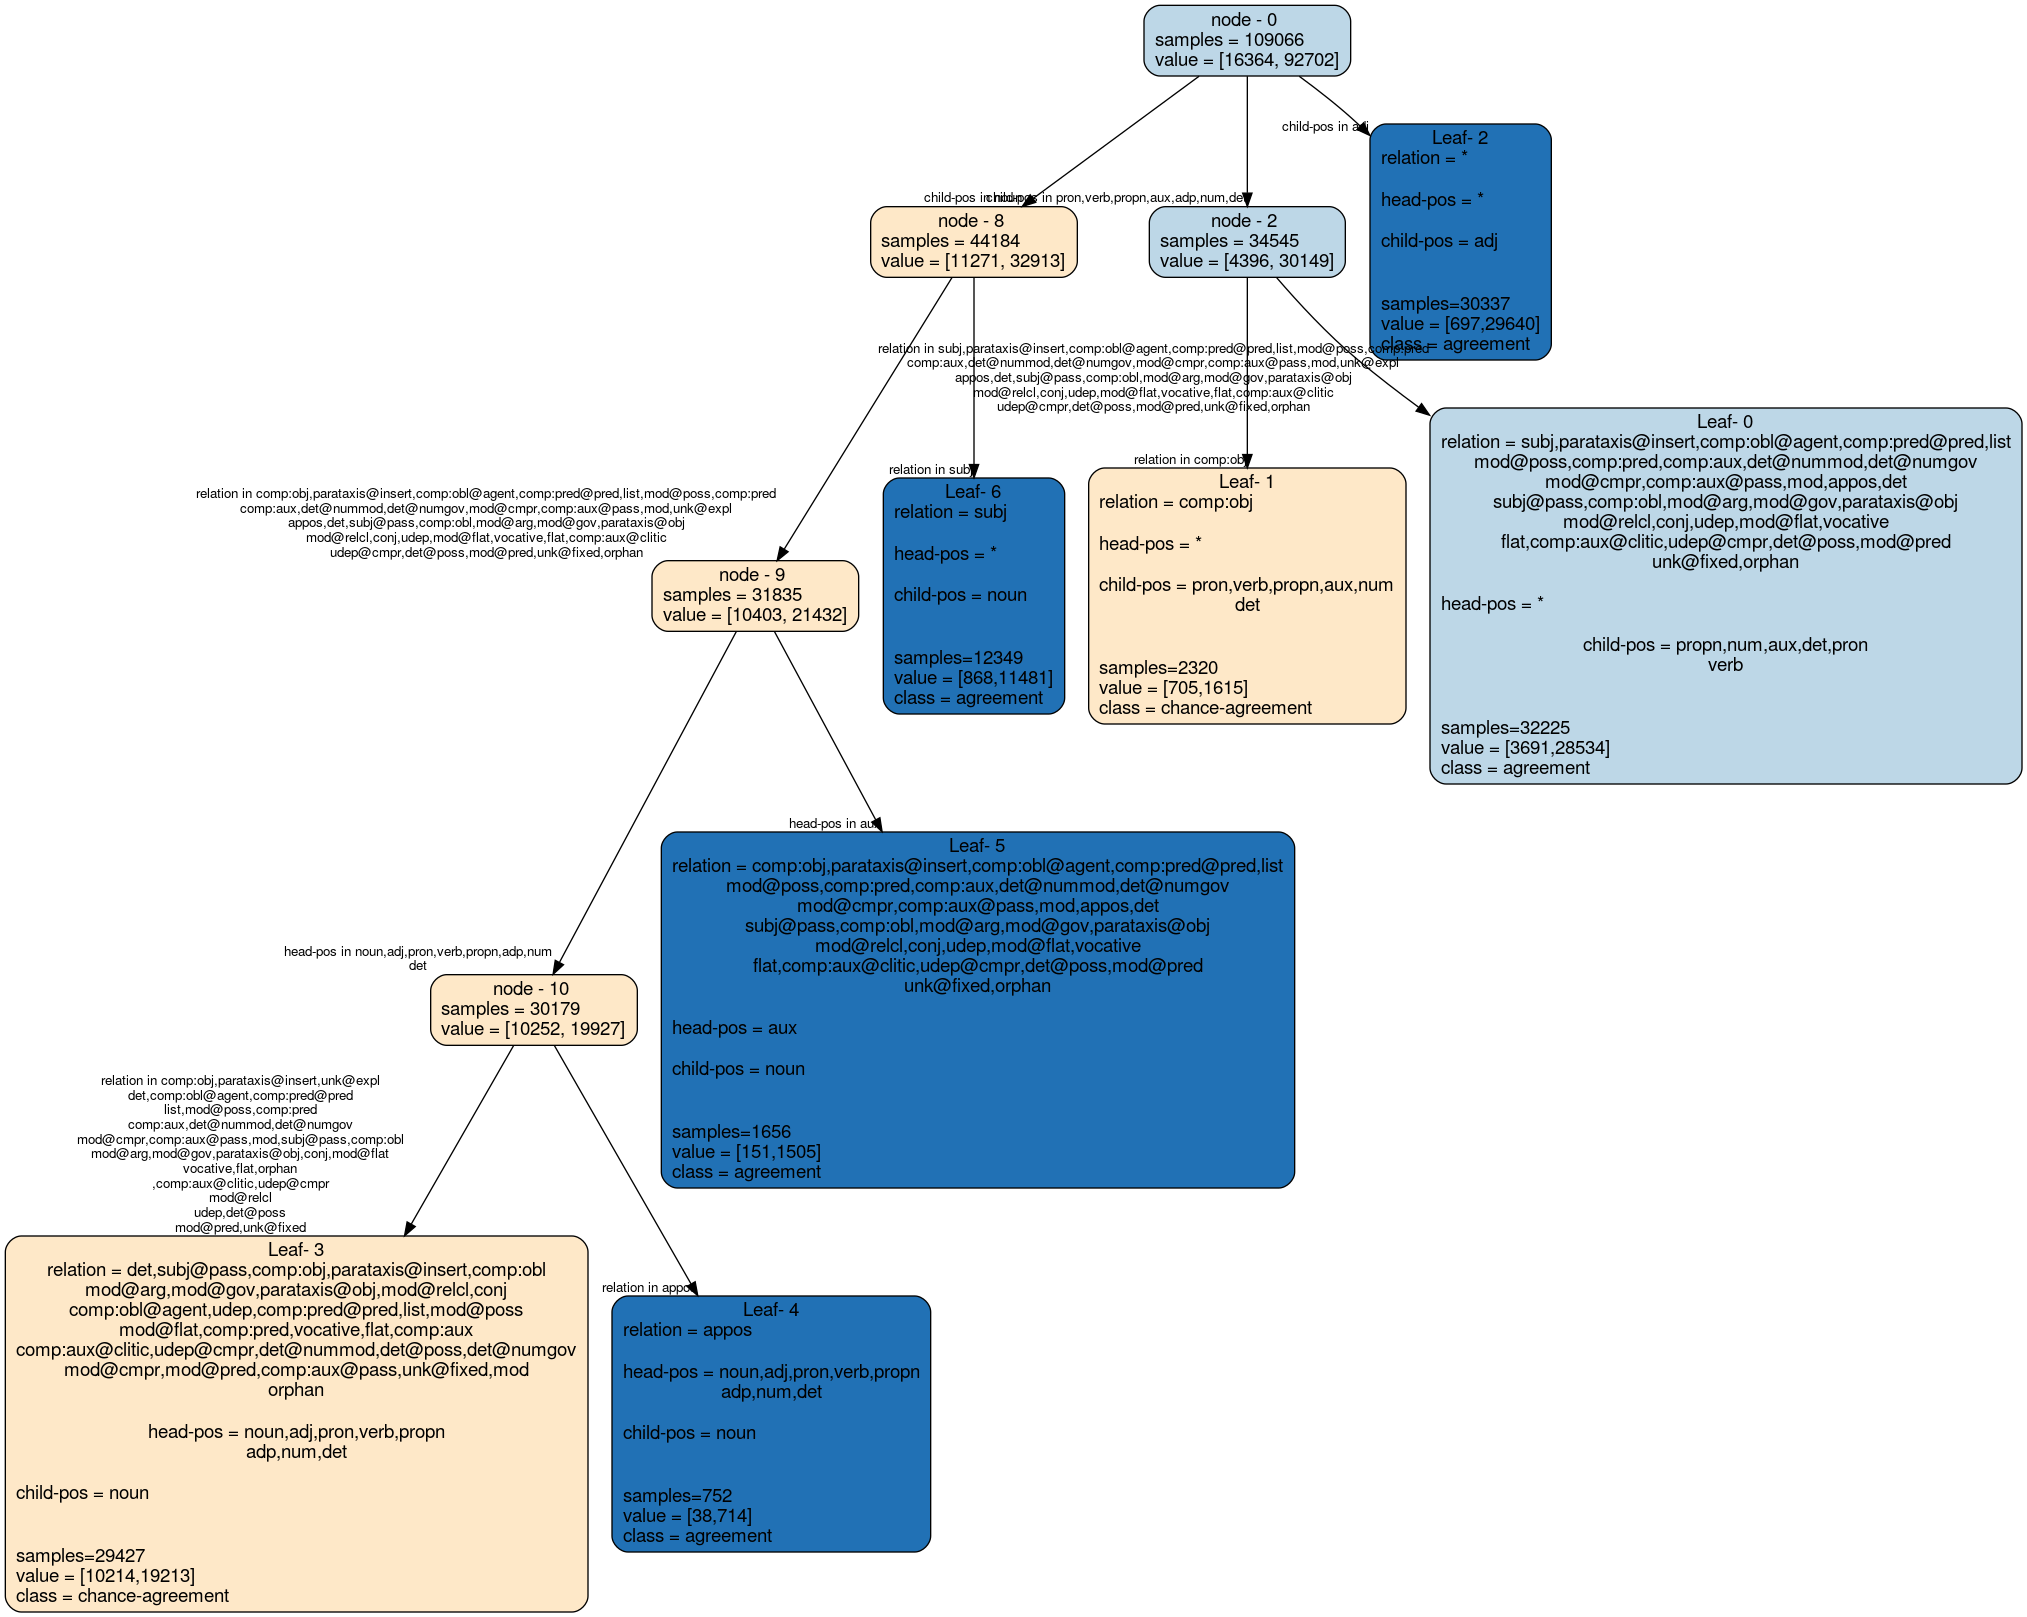 node - 0
samples = 109066
value = [16364, 92702]
child-pos in adj
Leaf- 2
relation = *
head-pos = *
child-pos = adj
samples=30337
value = [697,29640]
class = agreement
child-pos in noun
child-pos in pron,verb,propn,aux,adp,num,det
node - 8
samples = 44184
value = [11271, 32913]
node - 2
samples = 34545
value = [4396, 30149]
relation in subj,parataxis@insert,comp:obl@agent,comp:pred@pred,list,mod@poss,comp:pred
comp:aux,det@nummod,det@numgov,mod@cmpr,comp:aux@pass,mod,unk@expl
appos,det,subj@pass,comp:obl,mod@arg,mod@gov,parataxis@obj
mod@relcl,conj,udep,mod@flat,vocative,flat,comp:aux@clitic
udep@cmpr,det@poss,mod@pred,unk@fixed,orphan
Leaf- 0
relation = subj,parataxis@insert,comp:obl@agent,comp:pred@pred,list
mod@poss,comp:pred,comp:aux,det@nummod,det@numgov
mod@cmpr,comp:aux@pass,mod,appos,det
subj@pass,comp:obl,mod@arg,mod@gov,parataxis@obj
mod@relcl,conj,udep,mod@flat,vocative
flat,comp:aux@clitic,udep@cmpr,det@poss,mod@pred
unk@fixed,orphan
head-pos = *
child-pos = propn,num,aux,det,pron
verb
samples=32225
value = [3691,28534]
class = agreement
relation in comp:obj
Leaf- 1
relation = comp:obj
head-pos = *
child-pos = pron,verb,propn,aux,num
det
samples=2320
value = [705,1615]
class = chance-agreement
relation in subj
Leaf- 6
relation = subj
head-pos = *
child-pos = noun
samples=12349
value = [868,11481]
class = agreement
relation in comp:obj,parataxis@insert,comp:obl@agent,comp:pred@pred,list,mod@poss,comp:pred
comp:aux,det@nummod,det@numgov,mod@cmpr,comp:aux@pass,mod,unk@expl
appos,det,subj@pass,comp:obl,mod@arg,mod@gov,parataxis@obj
mod@relcl,conj,udep,mod@flat,vocative,flat,comp:aux@clitic
udep@cmpr,det@poss,mod@pred,unk@fixed,orphan
node - 9
samples = 31835
value = [10403, 21432]
head-pos in aux
Leaf- 5
relation = comp:obj,parataxis@insert,comp:obl@agent,comp:pred@pred,list
mod@poss,comp:pred,comp:aux,det@nummod,det@numgov
mod@cmpr,comp:aux@pass,mod,appos,det
subj@pass,comp:obl,mod@arg,mod@gov,parataxis@obj
mod@relcl,conj,udep,mod@flat,vocative
flat,comp:aux@clitic,udep@cmpr,det@poss,mod@pred
unk@fixed,orphan
head-pos = aux
child-pos = noun
samples=1656
value = [151,1505]
class = agreement
head-pos in noun,adj,pron,verb,propn,adp,num
det
node - 10
samples = 30179
value = [10252, 19927]
relation in comp:obj,parataxis@insert,unk@expl
det,comp:obl@agent,comp:pred@pred
list,mod@poss,comp:pred
comp:aux,det@nummod,det@numgov
mod@cmpr,comp:aux@pass,mod,subj@pass,comp:obl
mod@arg,mod@gov,parataxis@obj,conj,mod@flat
vocative,flat,orphan
,comp:aux@clitic,udep@cmpr
mod@relcl
udep,det@poss
mod@pred,unk@fixed
Leaf- 3
relation = det,subj@pass,comp:obj,parataxis@insert,comp:obl
mod@arg,mod@gov,parataxis@obj,mod@relcl,conj
comp:obl@agent,udep,comp:pred@pred,list,mod@poss
mod@flat,comp:pred,vocative,flat,comp:aux
comp:aux@clitic,udep@cmpr,det@nummod,det@poss,det@numgov
mod@cmpr,mod@pred,comp:aux@pass,unk@fixed,mod
orphan
head-pos = noun,adj,pron,verb,propn
adp,num,det
child-pos = noun
samples=29427
value = [10214,19213]
class = chance-agreement
relation in appos
Leaf- 4
relation = appos
head-pos = noun,adj,pron,verb,propn
adp,num,det
child-pos = noun
samples=752
value = [38,714]
class = agreement